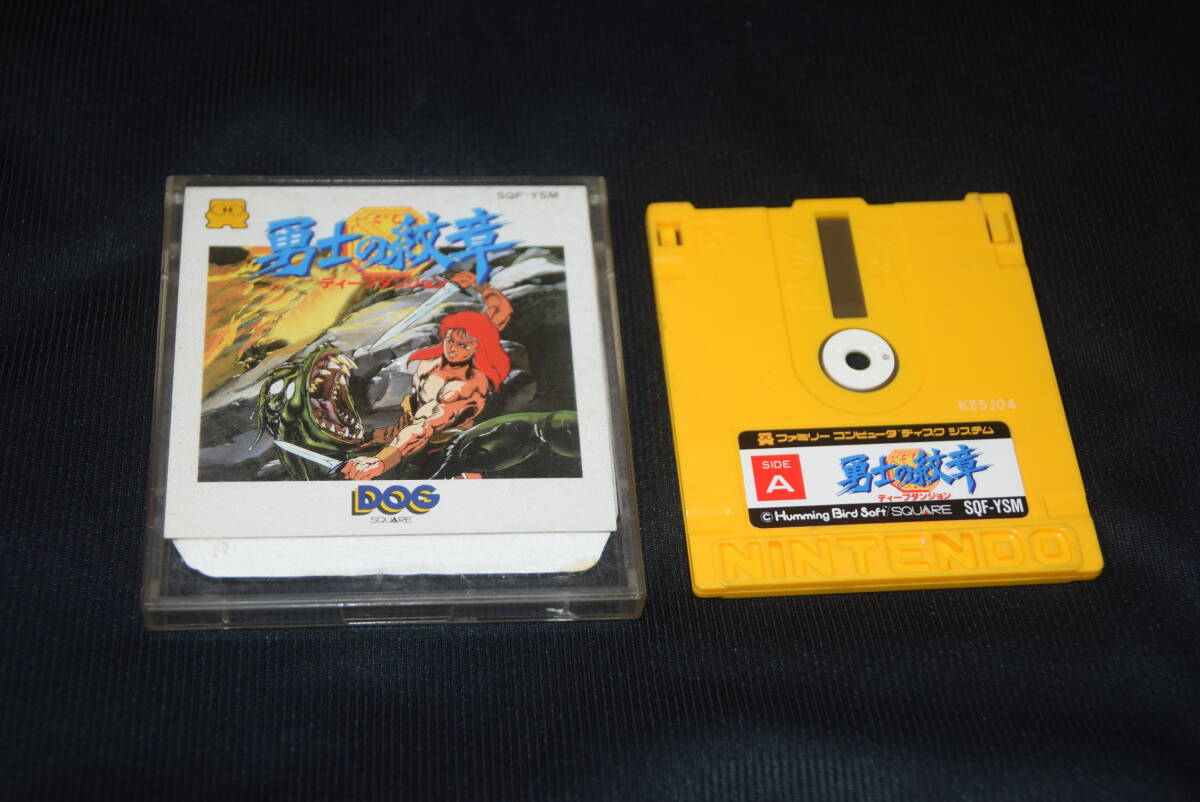 SQF-YSM
勇士の紋章
ディープダンジョン
DOG
SQUARE
K55J04
ファミリー コンピュータ ディスク システム
SIDE
A
勇士の紋章
ディープダンジョン
© Humming Bird Soft/SQUARE SQF-YSM
NINTENDO